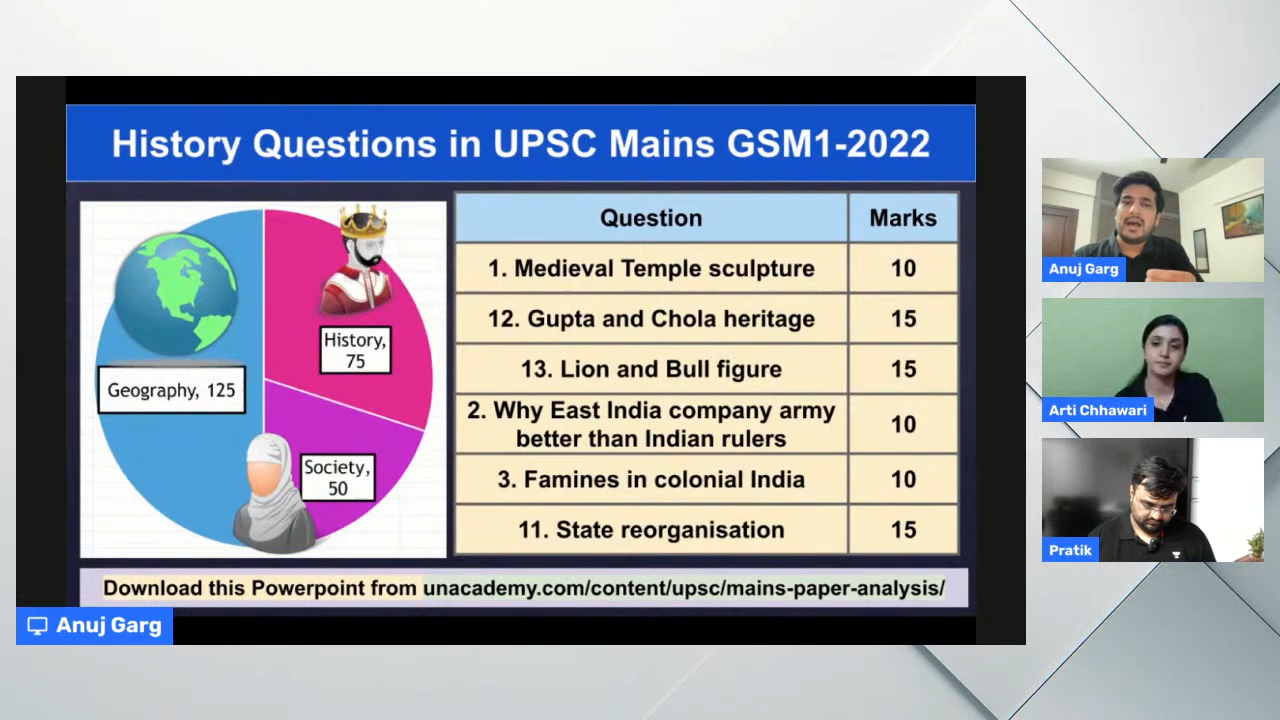 History Questions in UPSC Mains GSM1-2022
Geography, 125
History,
75
Society,
50
Question Marks
1. Medieval Temple sculpture 10
12. Gupta and Chola heritage 15
13. Lion and Bull figure 15
2. Why East India company army
better than Indian rulers 10
3. Famines in colonial India 10
11. State reorganisation 15
Download this Powerpoint from unacademy.com/content/upsc/mains-paper-analysis/
Anuj Garg
Anuj Garg
Arti Chhawari
Pratik